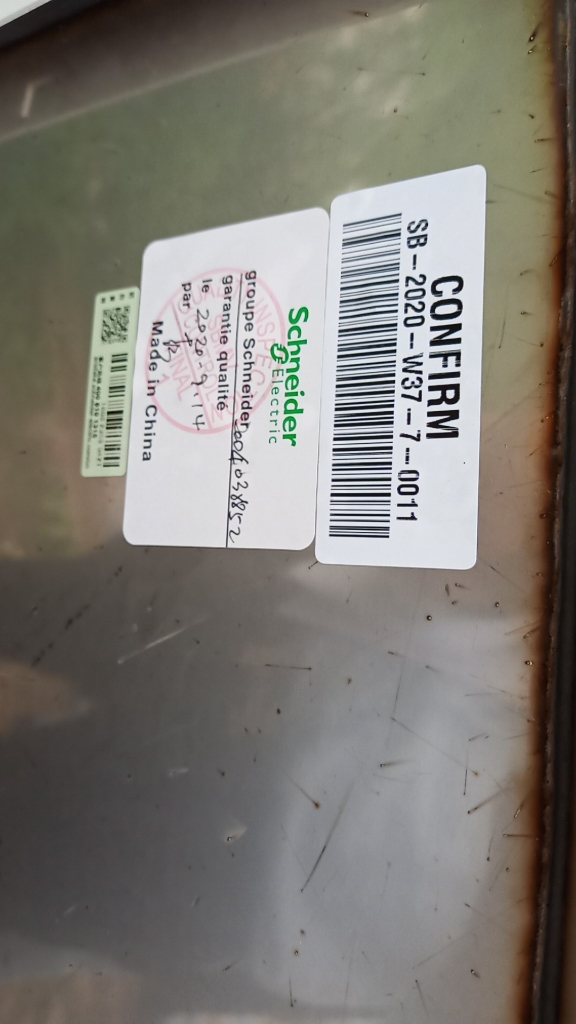 CONFIRM
SB-2020-W37-7-0011
Schneider
Electric
groupe Schneider 3004038852
garantie qualité
le 2020-9-14
par
Made in China